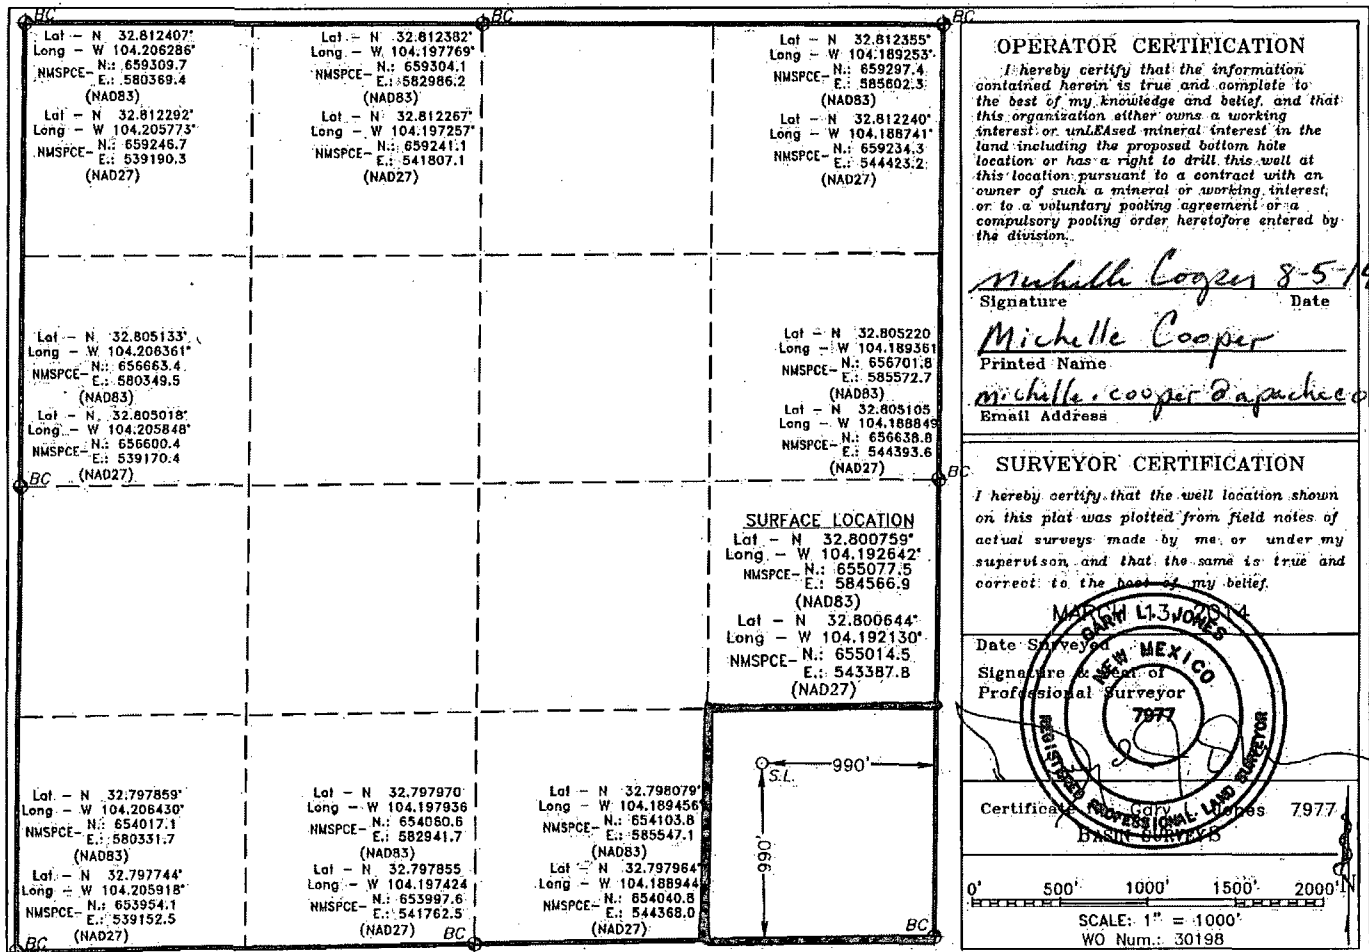 BC
BC
BC
Lat - N 32.812407°
Long - W 104.206286°
NMSPCE- N.: 659309.7
E.: 580369.4
(NAD83)
Lat - N 32.812292°
Long - W 104.205773°
NMSPCE- N.: 659246.7
E.: 539190.3
(NAD27)
Lat - N 32.812382°
Long - W 104.197769°
NMSPCE- N.: 659304.1
E.: 582986.2
(NAD83)
Lat - N 32.812267°
Long - W 104.197257°
NMSPCE- N.: 659241.1
E.: 541807.1
(NAD27)
Lat - N 32.812355°
Long - W 104.189253°
NMSPCE- N.: 659297.4
E.: 585602.3
(NAD83)
Lat - N 32.812240°
Long - W 104.188741°
NMSPCE- N.: 659234.3
E.: 544423.2
(NAD27)
Lat - N 32.805133°
Long - W 104.206361°
NMSPCE- N.: 656663.4
E.: 580349.5
(NAD83)
Lat - N 32.805018°
Long - W 104.205848°
NMSPCE- N.: 656600.4
E.: 539170.4
(NAD27)
BC
Lat - N 32.805220
Long - W 104.189361
NMSPCE- N.: 656701.8
E.: 585572.7
(NAD83)
Lat - N 32.805105
Long - W 104.188849
NMSPCE- N.: 656638.8
E.: 544393.6
(NAD27)
BC
SURFACE LOCATION
Lat - N 32.800759°
Long - W 104.192642°
NMSPCE- N.: 655077.5
E.: 584566.9
(NAD83)
Lat - N 32.800644°
Long - W 104.192130°
NMSPCE- N.: 655014.5
E.: 543387.8
(NAD27)
S.L.
990'
990'
Lat - N 32.797859°
Long - W 104.206430°
NMSPCE- N.: 654017.1
E.: 580331.7
(NAD83)
Lat - N 32.797744°
Long - W 104.205918°
NMSPCE- N.: 653954.1
E.: 539152.5
(NAD27)
BC
Lat - N 32.797970
Long - W 104.197936
NMSPCE- N.: 654060.6
E.: 582941.7
(NAD83)
Lat - N 32.797855
Long - W 104.197424
NMSPCE- N.: 653997.6
E.: 541762.5
(NAD27)
BC
Lat - N 32.798079°
Long - W 104.189456°
NMSPCE- N.: 654103.8
E.: 585547.1
(NAD83)
Lat - N 32.797964°
Long - W 104.188944
NMSPCE- N.: 654040.8
E.: 544368.0
(NAD27)
BC
OPERATOR CERTIFICATION
I hereby certify that the information
contained herein is true and complete to
the best of my knowledge and belief, and that
this organization either owns a working
interest or unLEAsed mineral interest in the
land including the proposed bottom hole
location or has a right to drill this well at
this location pursuant to a contract with an
owner of such a mineral or working interest,
or to a voluntary pooling agreement or a
compulsory pooling order heretofore entered by
the division.
Michelle Cooper 8-5-14
Signature Date
Michelle Cooper
Printed Name
michelle.cooper@apacheco
Email Address
SURVEYOR CERTIFICATION
I hereby certify that the well location shown
on this plat was plotted from field notes of
actual surveys made by me or under my
supervison, and that the same is true and
correct to the best of my belief.
MARCH 13, 2014
Date Surveyed
Signature & Seal of
Professional Surveyor
GARY L. JONES
NEW MEXICO
7977
REGISTERED PROFESSIONAL LAND SURVEYOR
Certificate Gary Jones 7977
BASIN SURVEYS
0' 500' 1000' 1500' 2000'
N
SCALE: 1" = 1000'
WO Num.: 30198